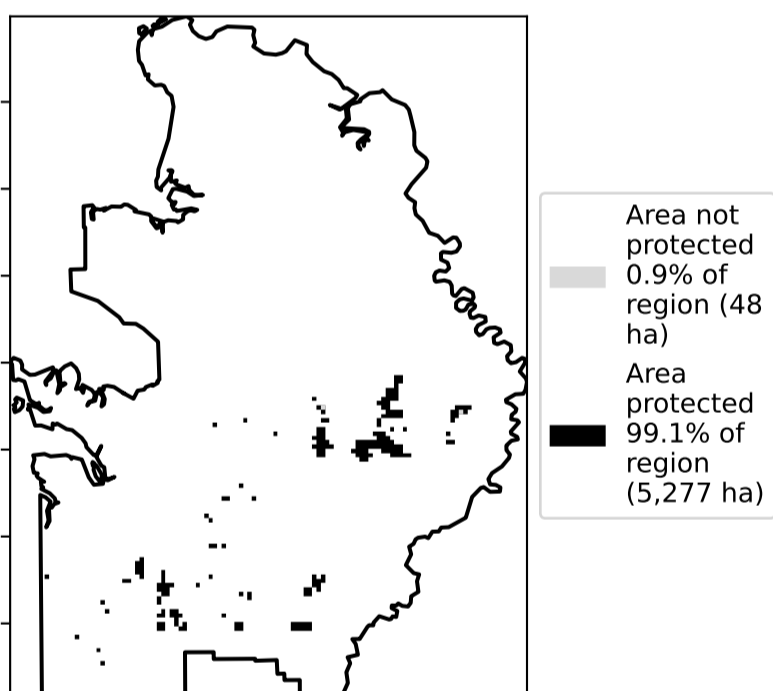 Area not
protected
0.9% of
region (48
ha)
Area
protected
99.1% of
region
(5,277 ha)